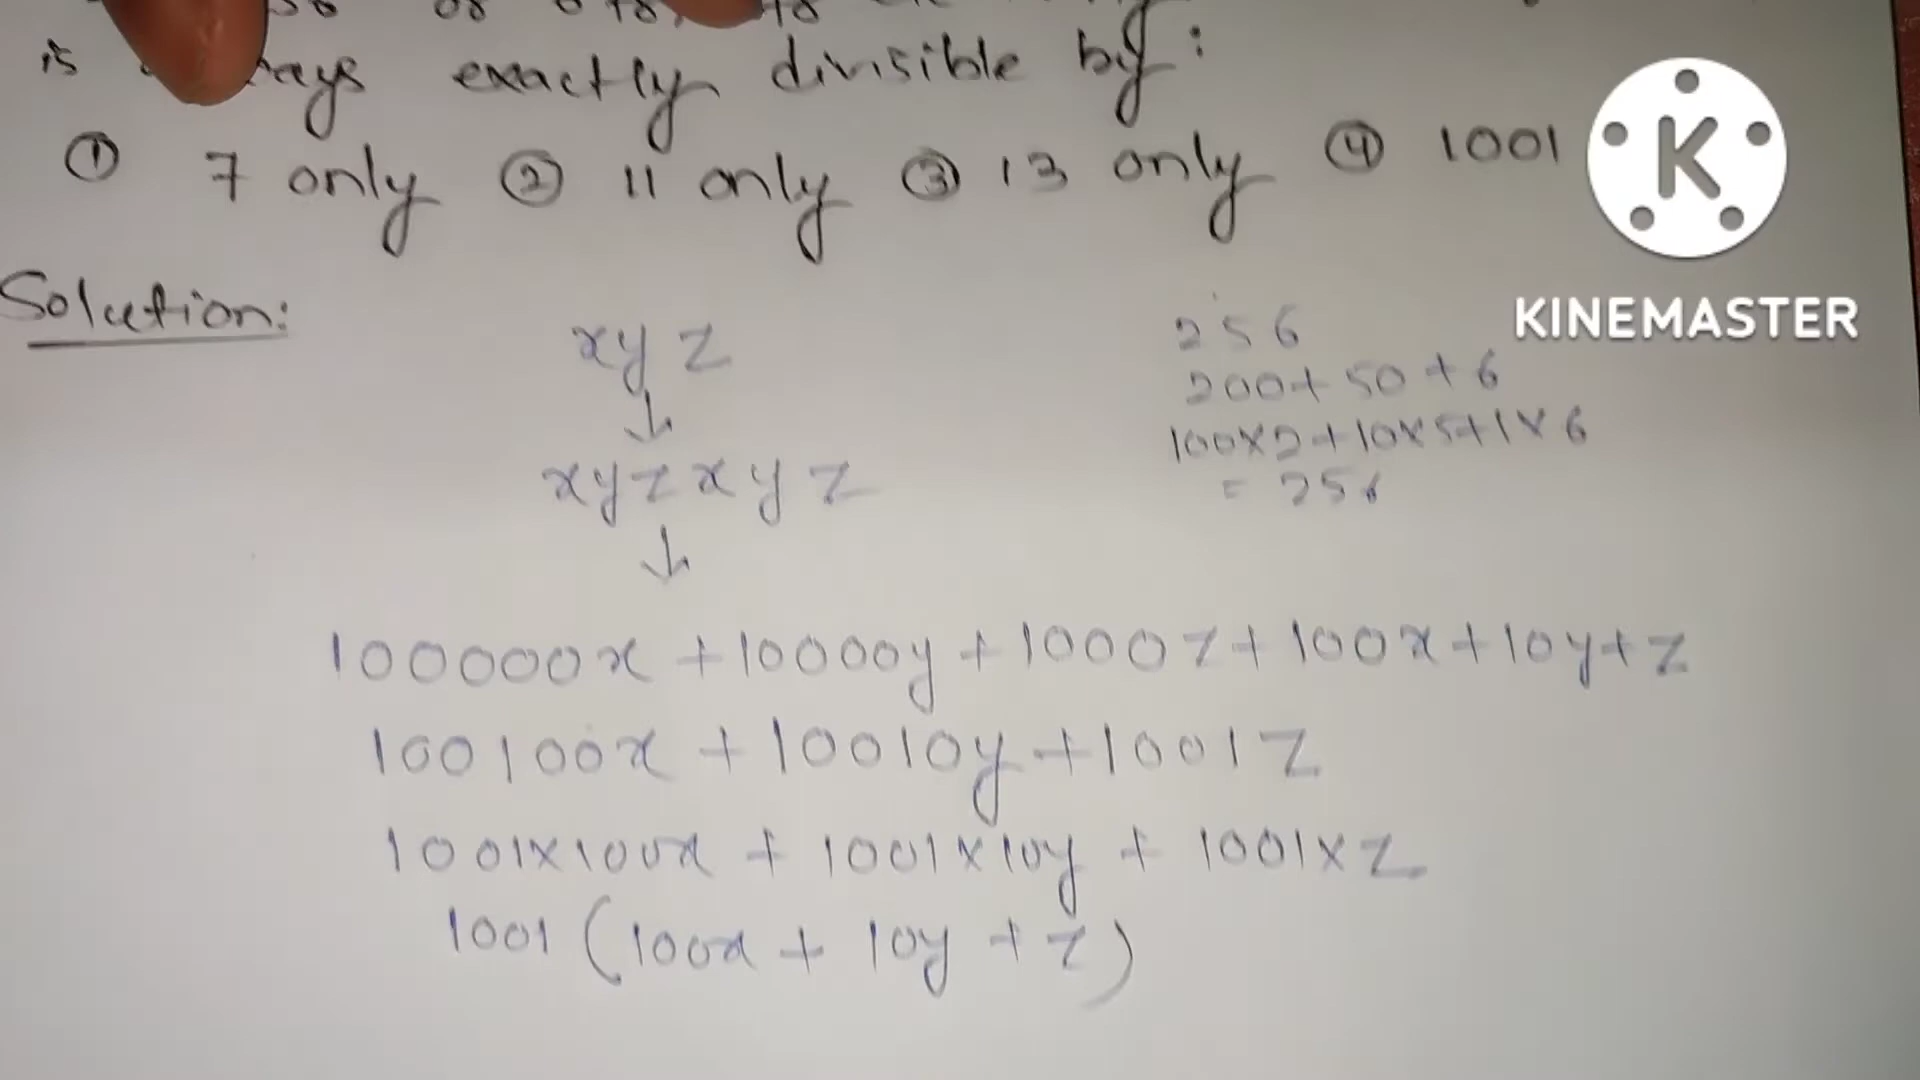 is exactly divisible by:
① 7 only ② 11 only ③ 13 only ④ 1001
K
KINEMASTER
Solution:
xyz
xyzxyz
256
200+50+6
100×2+10×5+1×6
= 256
100000x+10000y+1000z+100x+10y+z
100100x+10010y+1001z
1001×100x+1001×10y+1001×z
1001(100x+10y+z)